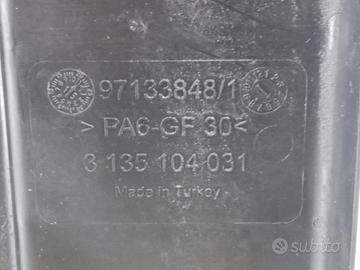 97133848/1
> PA6-GF 30<
3 135 104 031
Made in Turkey
subito